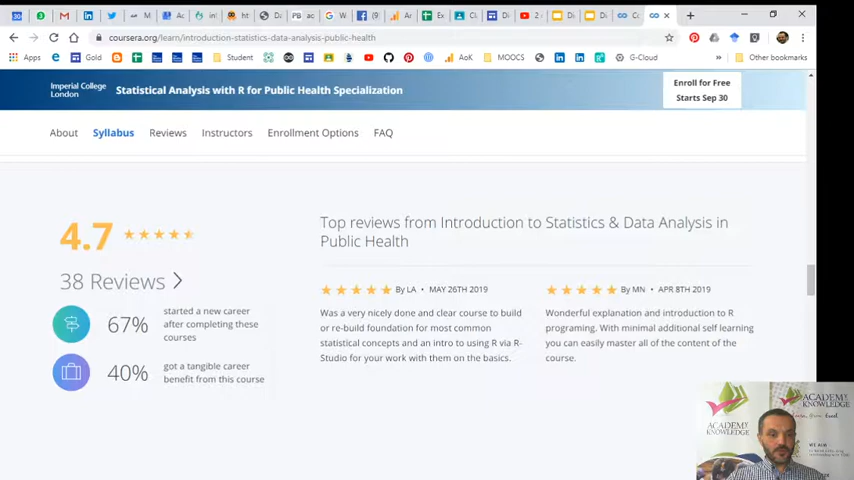 coursera.org/learn/introduction-statistics-data-analysis-public-health
Apps
Gold
Student
AoK
MOOCS
G-Cloud
Other bookmarks
Imperial College
London
Statistical Analysis with R for Public Health Specialization
Enroll for Free
Starts Sep 30
About
Syllabus
Reviews
Instructors
Enrollment Options
FAQ
4.7
38 Reviews
67%
started a new career
after completing these
courses
40%
got a tangible career
benefit from this course
Top reviews from Introduction to Statistics & Data Analysis in
Public Health
By LA • MAY 26TH 2019
Was a very nicely done and clear course to build
or re-build foundation for most common
statistical concepts and an intro to using R via R-
Studio for your work with them on the basics.
By MN • APR 8TH 2019
Wonderful explanation and introduction to R
programing. With minimal additional self learning
you can easily master all of the content of the
course.
ACADEMY
KNOWLEDGE
ACADEMY
KNOWLEDGE
WE AIM